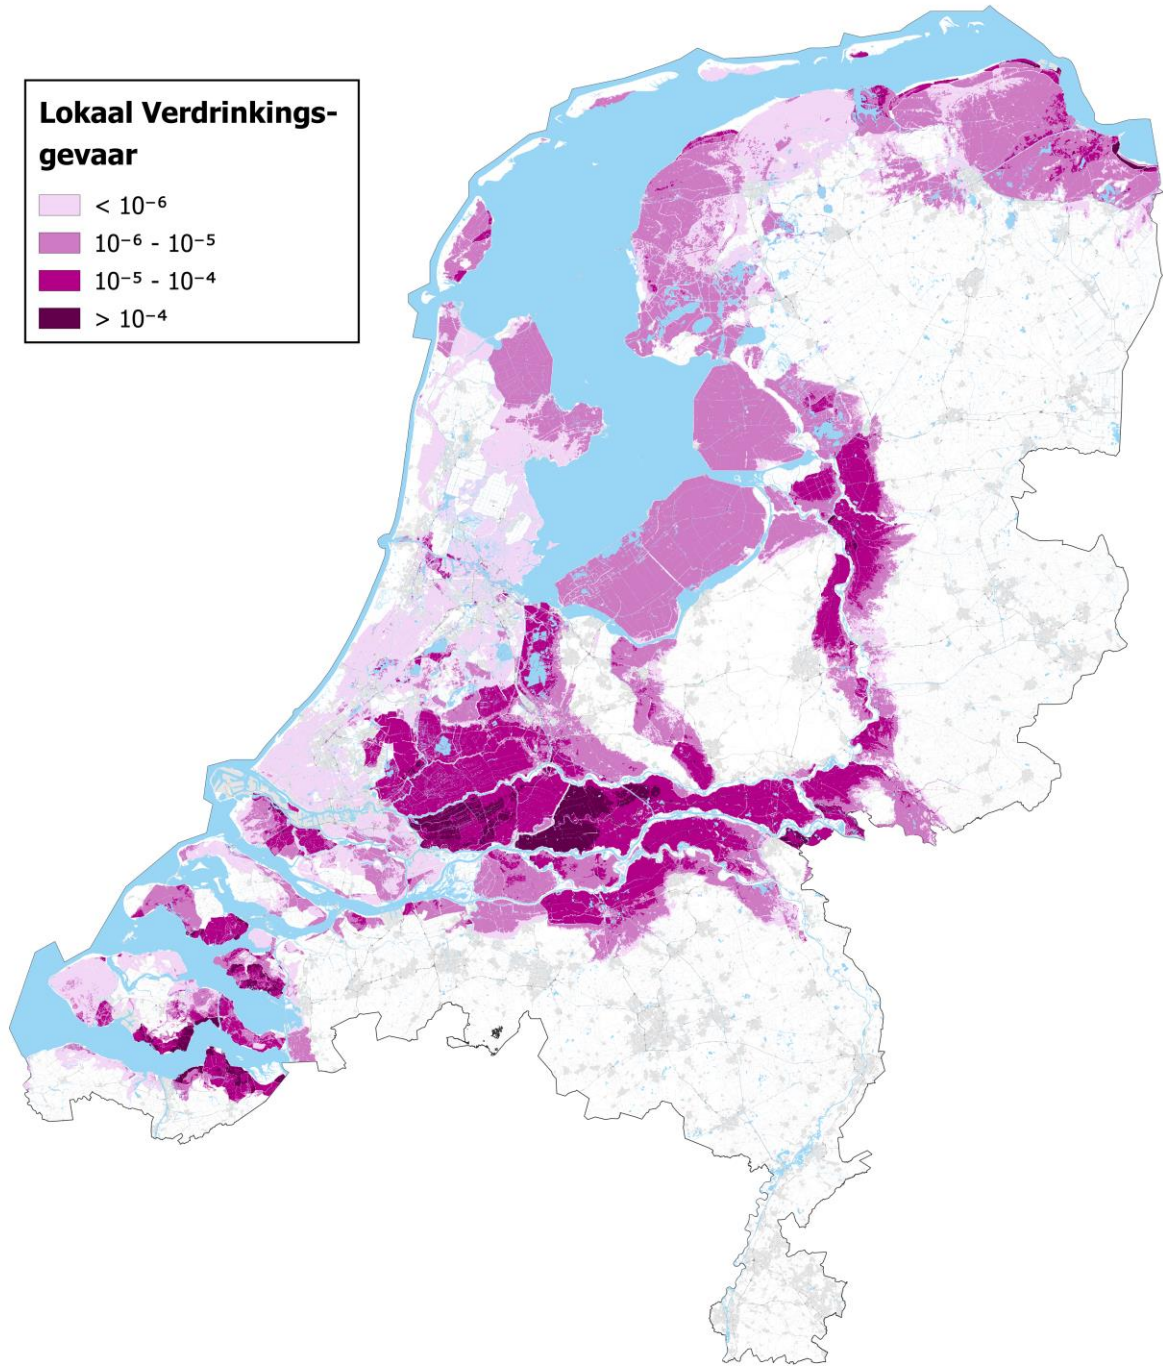 Lokaal Verdrinkings-
gevaar
< 10⁻⁶
10⁻⁶ - 10⁻⁵
10⁻⁵ - 10⁻⁴
> 10⁻⁴